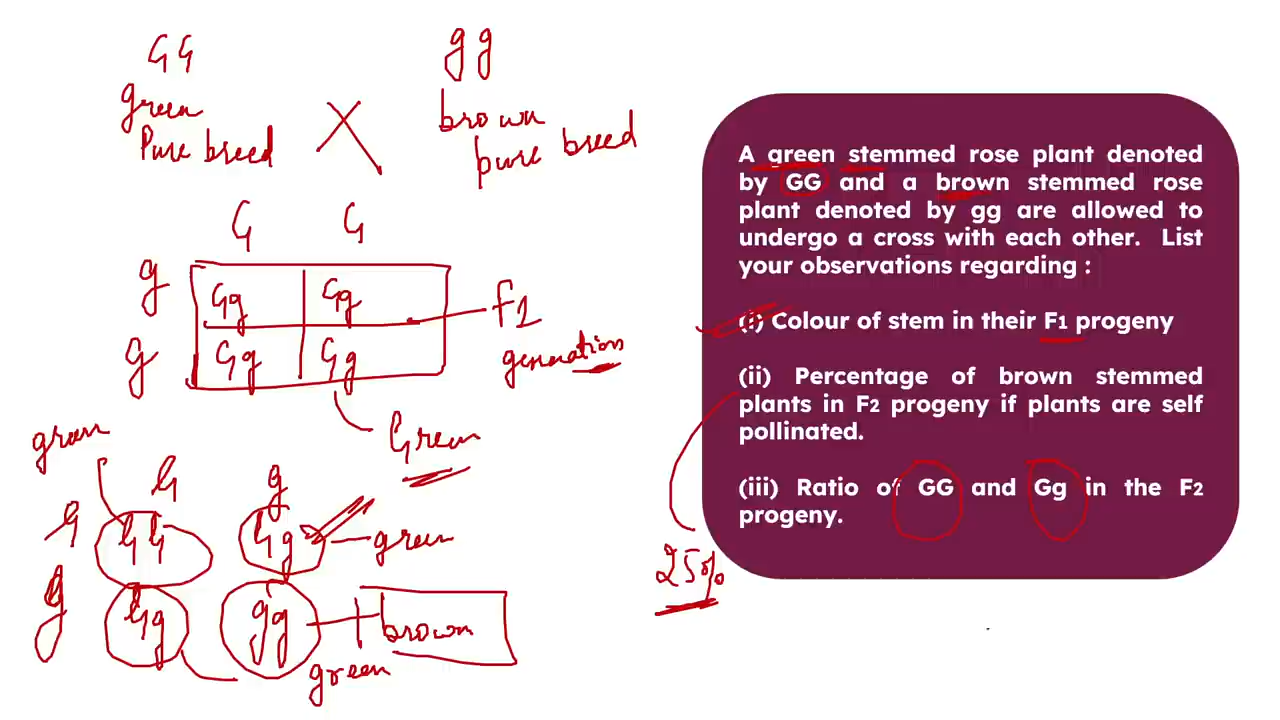 GG
green
Pure breed
gg
brown
pure breed
G G
g Gg Gg F1
generation
g Gg Gg
Green
green
G g
G GG Gg green
g Gg gg brown
green
A green stemmed rose plant denoted
by GG and a brown stemmed rose
plant denoted by gg are allowed to
undergo a cross with each other. List
your observations regarding :
(i) Colour of stem in their F1 progeny
(ii) Percentage of brown stemmed
plants in F2 progeny if plants are self
pollinated.
(iii) Ratio of GG and Gg in the F2
progeny.
25%